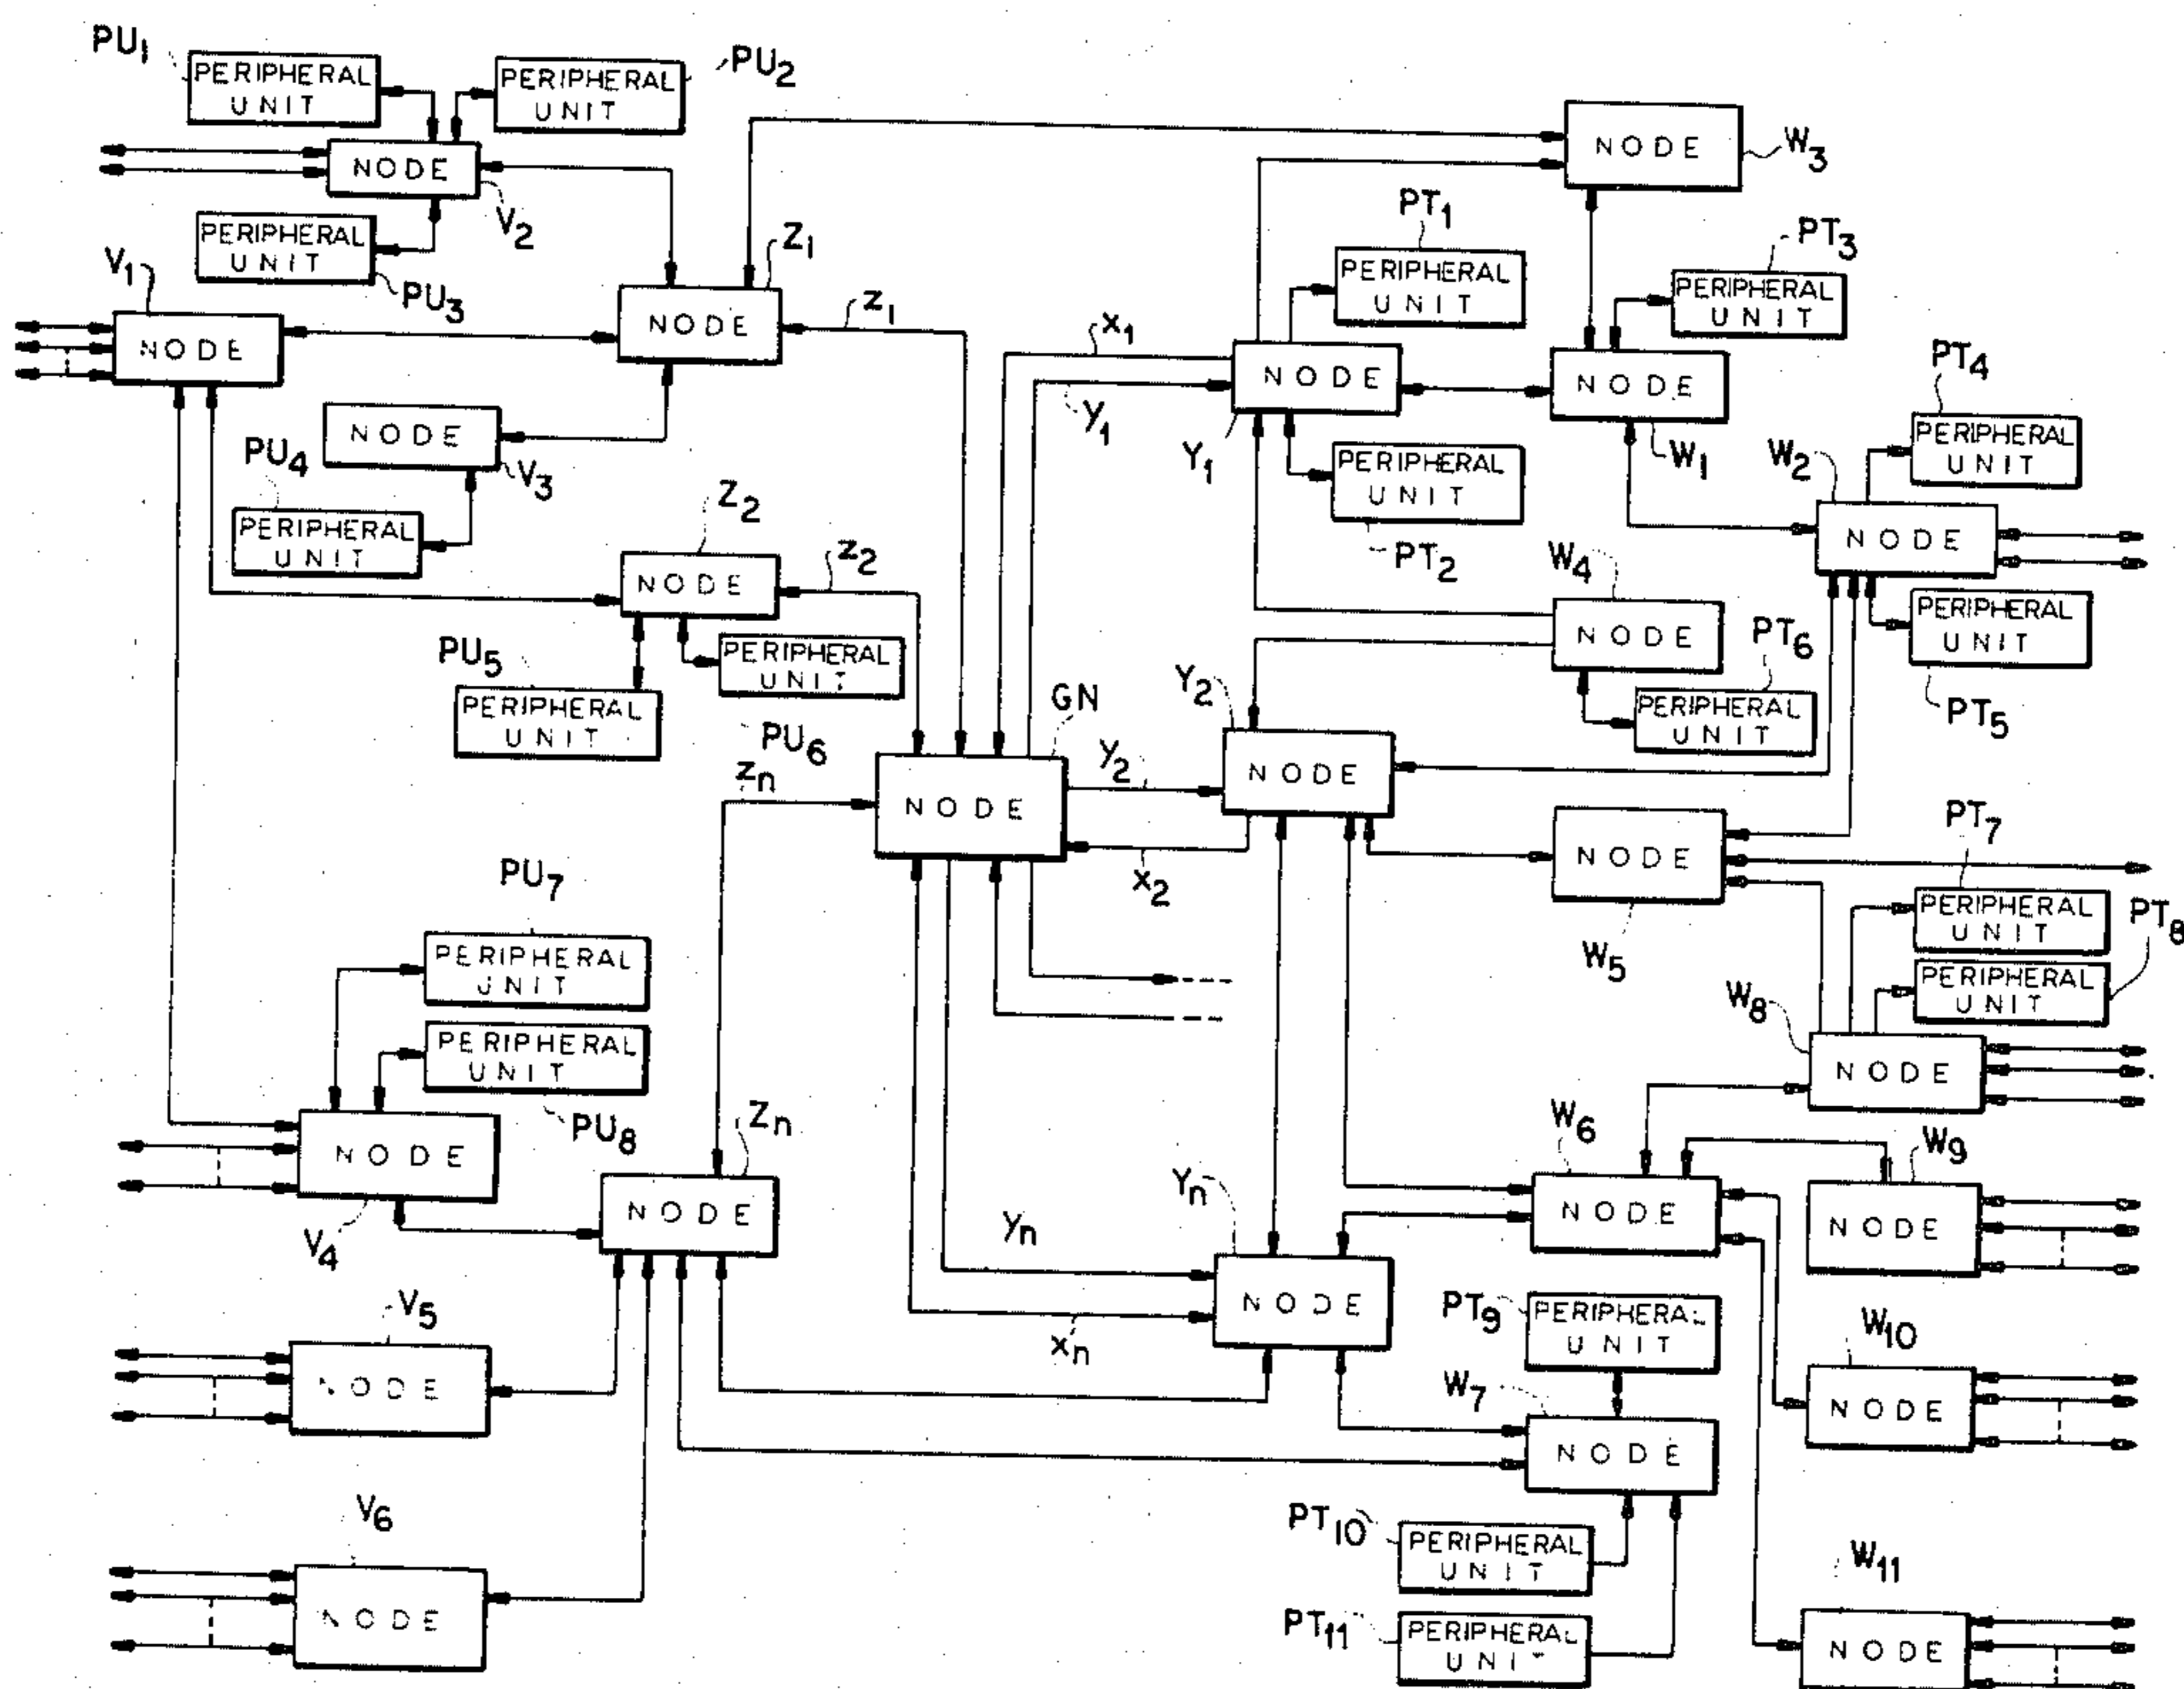 PU1
PERIPHERAL
UNIT
PERIPHERAL
UNIT
PU2
NODE
V2
PERIPHERAL
UNIT
PU3
NODE
W3
V1
NODE
Z1
NODE
z1
PT1
PERIPHERAL
UNIT
PT3
PERIPHERAL
UNIT
x1
y1
NODE
Y1
NODE
W1
PT4
PERIPHERAL
UNIT
NODE
V3
PU4
PERIPHERAL
UNIT
PERIPHERAL
UNIT
PT2
W2
NODE
Z2
NODE
z2
PU5
PERIPHERAL
UNIT
PERIPHERAL
UNIT
PU6
W4
NODE
PT6
PERIPHERAL
UNIT
PERIPHERAL
UNIT
PT5
GN
NODE
zn
y2
x2
Y2
NODE
NODE
W5
PT7
PERIPHERAL
UNIT
PT8
PERIPHERAL
UNIT
PU7
PERIPHERAL
UNIT
PERIPHERAL
UNIT
PU8
W8
NODE
NODE
V4
Zn
NODE
W6
NODE
W9
NODE
yn
xn
Yn
NODE
V5
NODE
PT9
PERIPHERAL
UNIT
W10
NODE
W7
NODE
V6
NODE
PT10
PERIPHERAL
UNIT
PT11
PERIPHERAL
UNIT
W11
NODE